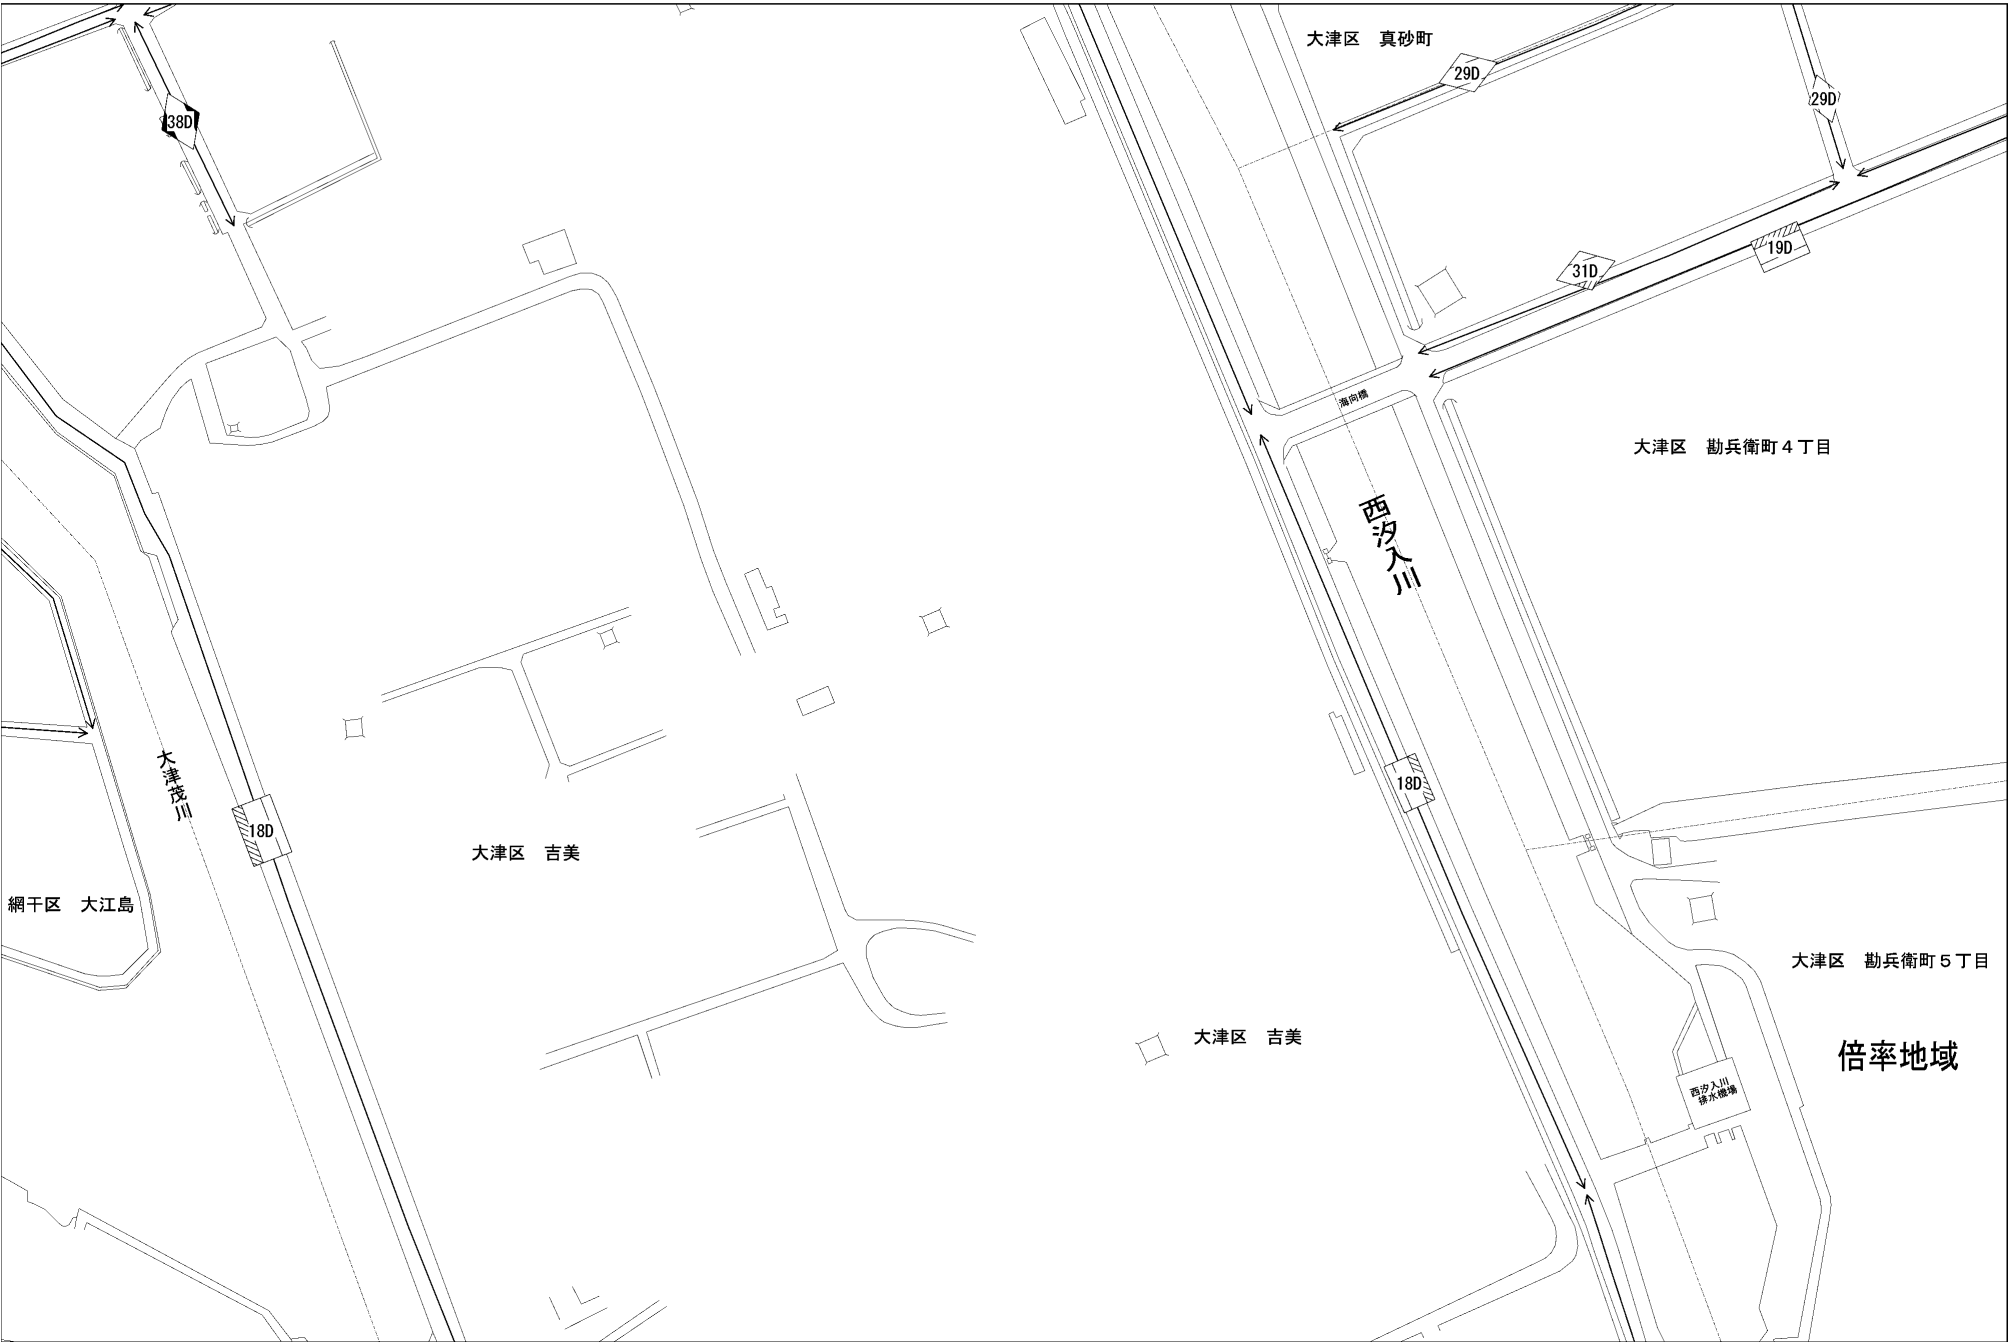 大津区　真砂町
29D
29D
38D
19D
31D
海向橋
大津区　勘兵衛町４丁目
西汐入川
大津茂川
18D
18D
大津区　吉美
網干区　大江島
大津区　勘兵衛町５丁目
大津区　吉美
倍率地域
西汐入川
排水機場